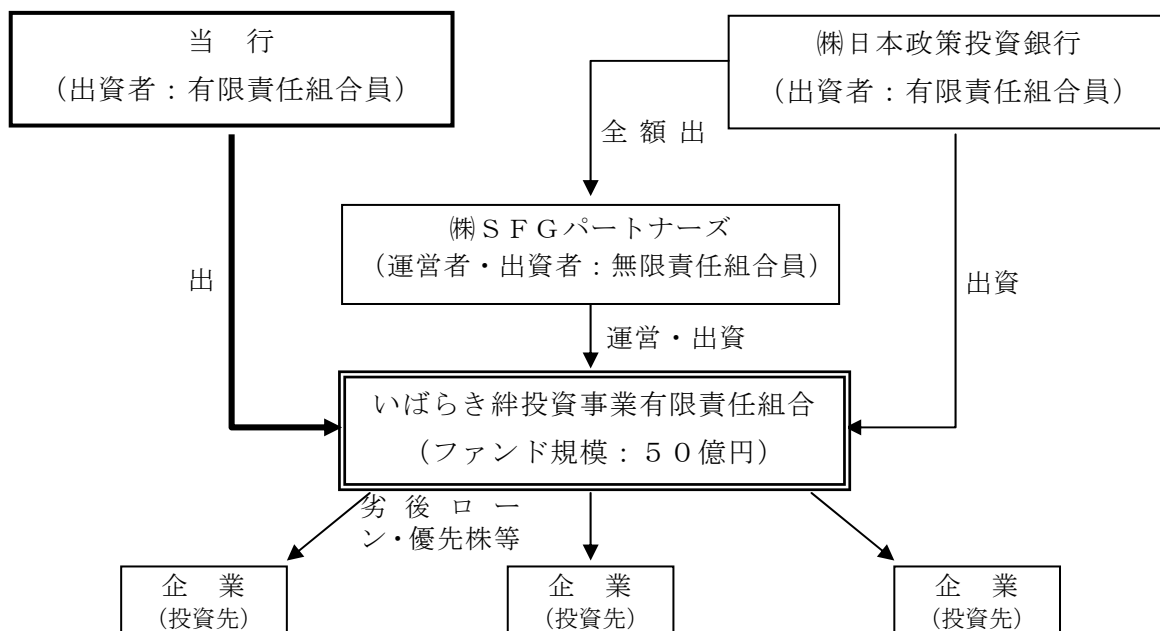 当　行
（出資者：有限責任組合員）
㈱日本政策投資銀行
（出資者：有限責任組合員）
全 額 出
㈱ＳＦＧパートナーズ
（運営者・出資者：無限責任組合員）
出
出資
運営・出資
いばらき絆投資事業有限責任組合
（ファンド規模：５０億円）
劣 後 ロ ー
ン・優先株等
企　業
（投資先）
企　業
（投資先）
企　業
（投資先）